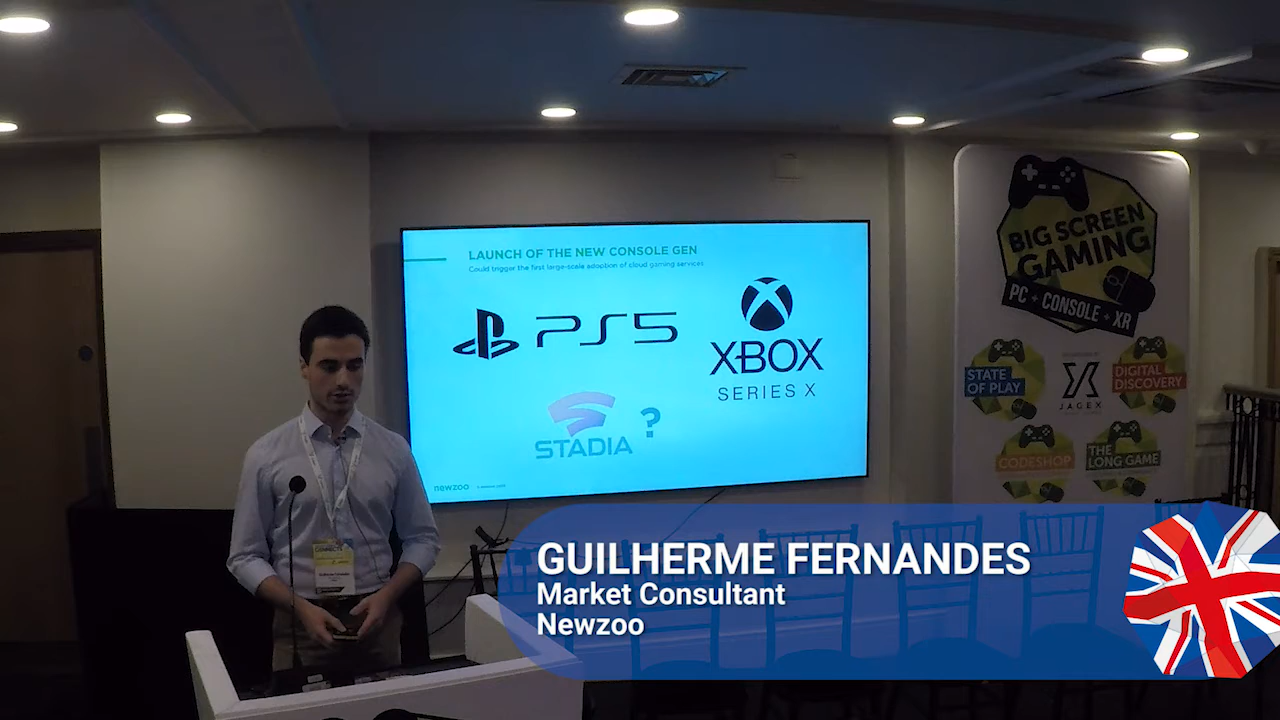 LAUNCH OF THE NEW CONSOLE GEN
Could trigger the first large-scale adoption of cloud gaming services
PS5
XBOX
SERIES X
STADIA ?
newzoo
BIG SCREEN
GAMING
PC + CONSOLE + XR
STATE
OF PLAY
JAGEX
DIGITAL
DISCOVERY
CODESHOP
THE
LONG GAME
Guilherme Fernandes
GUILHERME FERNANDES
Market Consultant
Newzoo